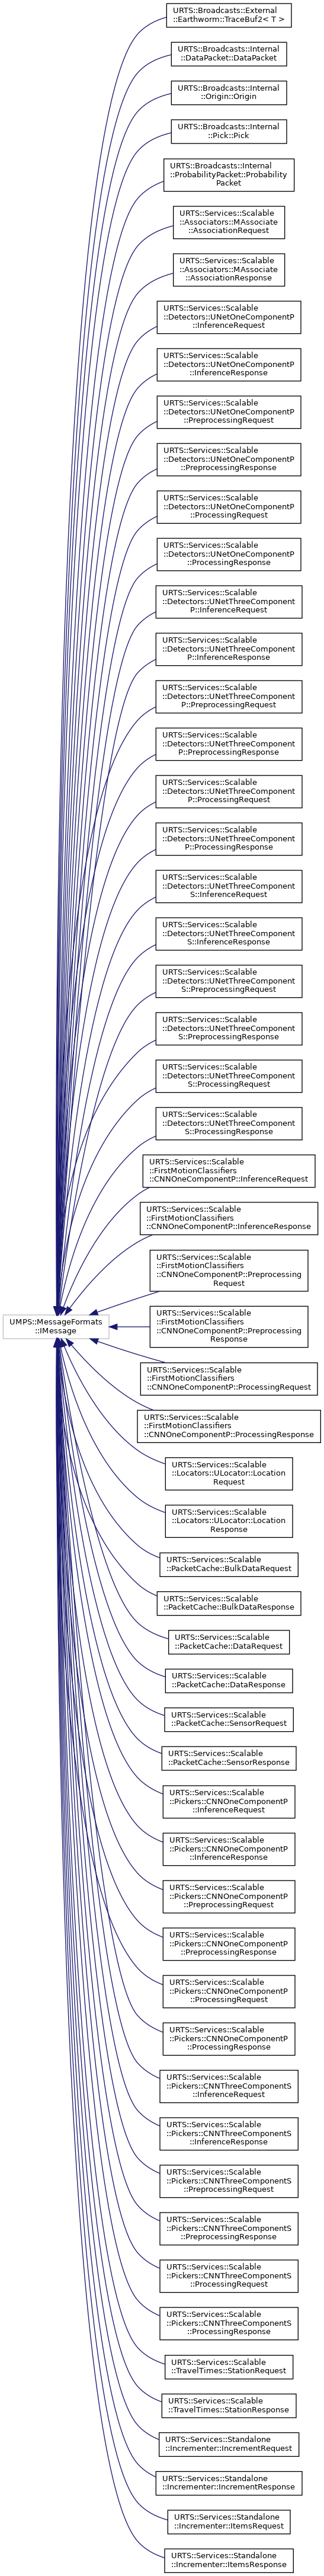 URTS::Broadcasts::External
::Earthworm::TraceBuf2< T >
URTS::Broadcasts::Internal
::DataPacket::DataPacket
URTS::Broadcasts::Internal
::Origin::Origin
URTS::Broadcasts::Internal
::Pick::Pick
URTS::Broadcasts::Internal
::ProbabilityPacket::Probability
Packet
URTS::Services::Scalable
::Associators::MAssociate
::AssociationRequest
URTS::Services::Scalable
::Associators::MAssociate
::AssociationResponse
URTS::Services::Scalable
::Detectors::UNetOneComponentP
::InferenceRequest
URTS::Services::Scalable
::Detectors::UNetOneComponentP
::InferenceResponse
URTS::Services::Scalable
::Detectors::UNetOneComponentP
::PreprocessingRequest
URTS::Services::Scalable
::Detectors::UNetOneComponentP
::PreprocessingResponse
URTS::Services::Scalable
::Detectors::UNetOneComponentP
::ProcessingRequest
URTS::Services::Scalable
::Detectors::UNetOneComponentP
::ProcessingResponse
URTS::Services::Scalable
::Detectors::UNetThreeComponent
P::InferenceRequest
URTS::Services::Scalable
::Detectors::UNetThreeComponent
P::InferenceResponse
URTS::Services::Scalable
::Detectors::UNetThreeComponent
P::PreprocessingRequest
URTS::Services::Scalable
::Detectors::UNetThreeComponent
P::PreprocessingResponse
URTS::Services::Scalable
::Detectors::UNetThreeComponent
P::ProcessingRequest
URTS::Services::Scalable
::Detectors::UNetThreeComponent
P::ProcessingResponse
URTS::Services::Scalable
::Detectors::UNetThreeComponent
S::InferenceRequest
URTS::Services::Scalable
::Detectors::UNetThreeComponent
S::InferenceResponse
URTS::Services::Scalable
::Detectors::UNetThreeComponent
S::PreprocessingRequest
URTS::Services::Scalable
::Detectors::UNetThreeComponent
S::PreprocessingResponse
URTS::Services::Scalable
::Detectors::UNetThreeComponent
S::ProcessingRequest
URTS::Services::Scalable
::Detectors::UNetThreeComponent
S::ProcessingResponse
URTS::Services::Scalable
::FirstMotionClassifiers
::CNNOneComponentP::InferenceRequest
URTS::Services::Scalable
::FirstMotionClassifiers
::CNNOneComponentP::InferenceResponse
URTS::Services::Scalable
::FirstMotionClassifiers
::CNNOneComponentP::Preprocessing
Request
UMPS::MessageFormats
::IMessage
URTS::Services::Scalable
::FirstMotionClassifiers
::CNNOneComponentP::Preprocessing
Response
URTS::Services::Scalable
::FirstMotionClassifiers
::CNNOneComponentP::ProcessingRequest
URTS::Services::Scalable
::FirstMotionClassifiers
::CNNOneComponentP::ProcessingResponse
URTS::Services::Scalable
::Locators::ULocator::Location
Request
URTS::Services::Scalable
::Locators::ULocator::Location
Response
URTS::Services::Scalable
::PacketCache::BulkDataRequest
URTS::Services::Scalable
::PacketCache::BulkDataResponse
URTS::Services::Scalable
::PacketCache::DataRequest
URTS::Services::Scalable
::PacketCache::DataResponse
URTS::Services::Scalable
::PacketCache::SensorRequest
URTS::Services::Scalable
::PacketCache::SensorResponse
URTS::Services::Scalable
::Pickers::CNNOneComponentP
::InferenceRequest
URTS::Services::Scalable
::Pickers::CNNOneComponentP
::InferenceResponse
URTS::Services::Scalable
::Pickers::CNNOneComponentP
::PreprocessingRequest
URTS::Services::Scalable
::Pickers::CNNOneComponentP
::PreprocessingResponse
URTS::Services::Scalable
::Pickers::CNNOneComponentP
::ProcessingRequest
URTS::Services::Scalable
::Pickers::CNNOneComponentP
::ProcessingResponse
URTS::Services::Scalable
::Pickers::CNNThreeComponentS
::InferenceRequest
URTS::Services::Scalable
::Pickers::CNNThreeComponentS
::InferenceResponse
URTS::Services::Scalable
::Pickers::CNNThreeComponentS
::PreprocessingRequest
URTS::Services::Scalable
::Pickers::CNNThreeComponentS
::PreprocessingResponse
URTS::Services::Scalable
::Pickers::CNNThreeComponentS
::ProcessingRequest
URTS::Services::Scalable
::Pickers::CNNThreeComponentS
::ProcessingResponse
URTS::Services::Scalable
::TravelTimes::StationRequest
URTS::Services::Scalable
::TravelTimes::StationResponse
URTS::Services::Standalone
::Incrementer::IncrementRequest
URTS::Services::Standalone
::Incrementer::IncrementResponse
URTS::Services::Standalone
::Incrementer::ItemsRequest
URTS::Services::Standalone
::Incrementer::ItemsResponse